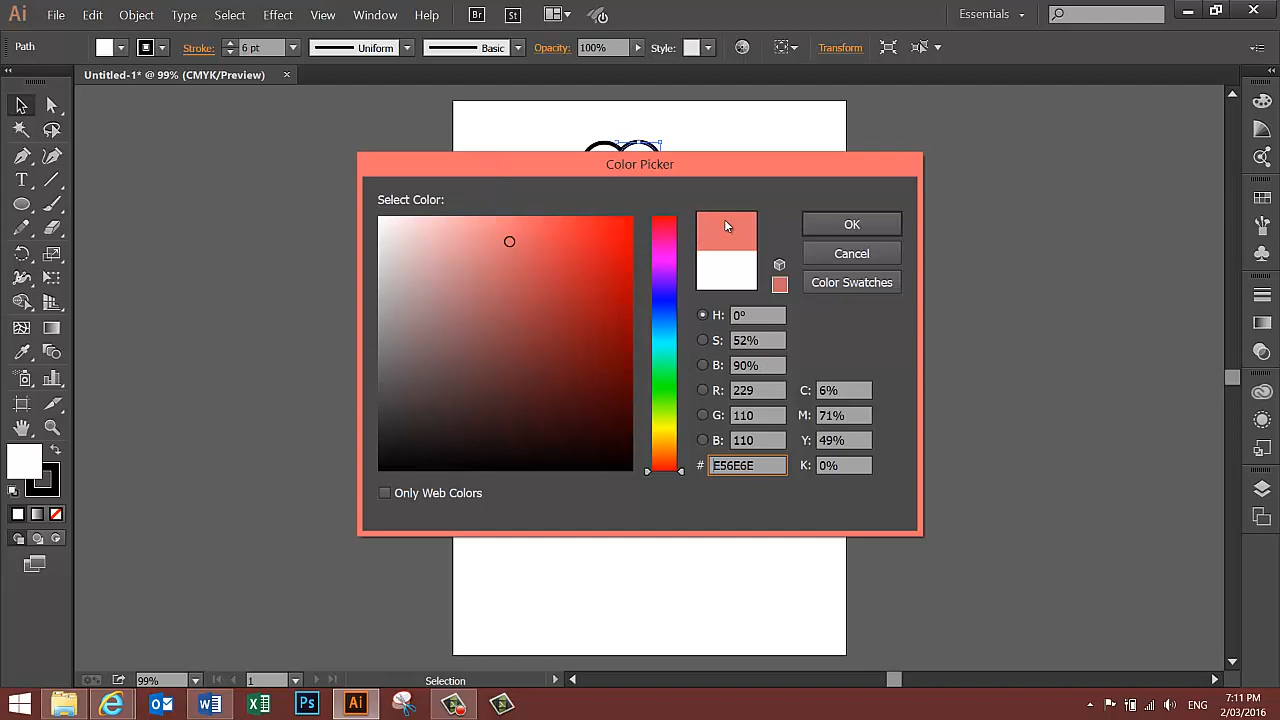 Ai File Edit Object Type Select Effect View Window Help Br St Essentials
Path Stroke: 6 pt Uniform Basic Opacity: 100% Style: Transform
Untitled-1* @ 99% (CMYK/Preview)
Color Picker
Select Color:
OK
Cancel
Color Swatches
H: 0º
S: 52%
B: 90%
R: 229 C: 6%
G: 110 M: 71%
B: 110 Y: 49%
# E56E6E K: 0%
Only Web Colors
99% 1 Selection
Ps Ai ENG
7:11 PM
2/03/2016